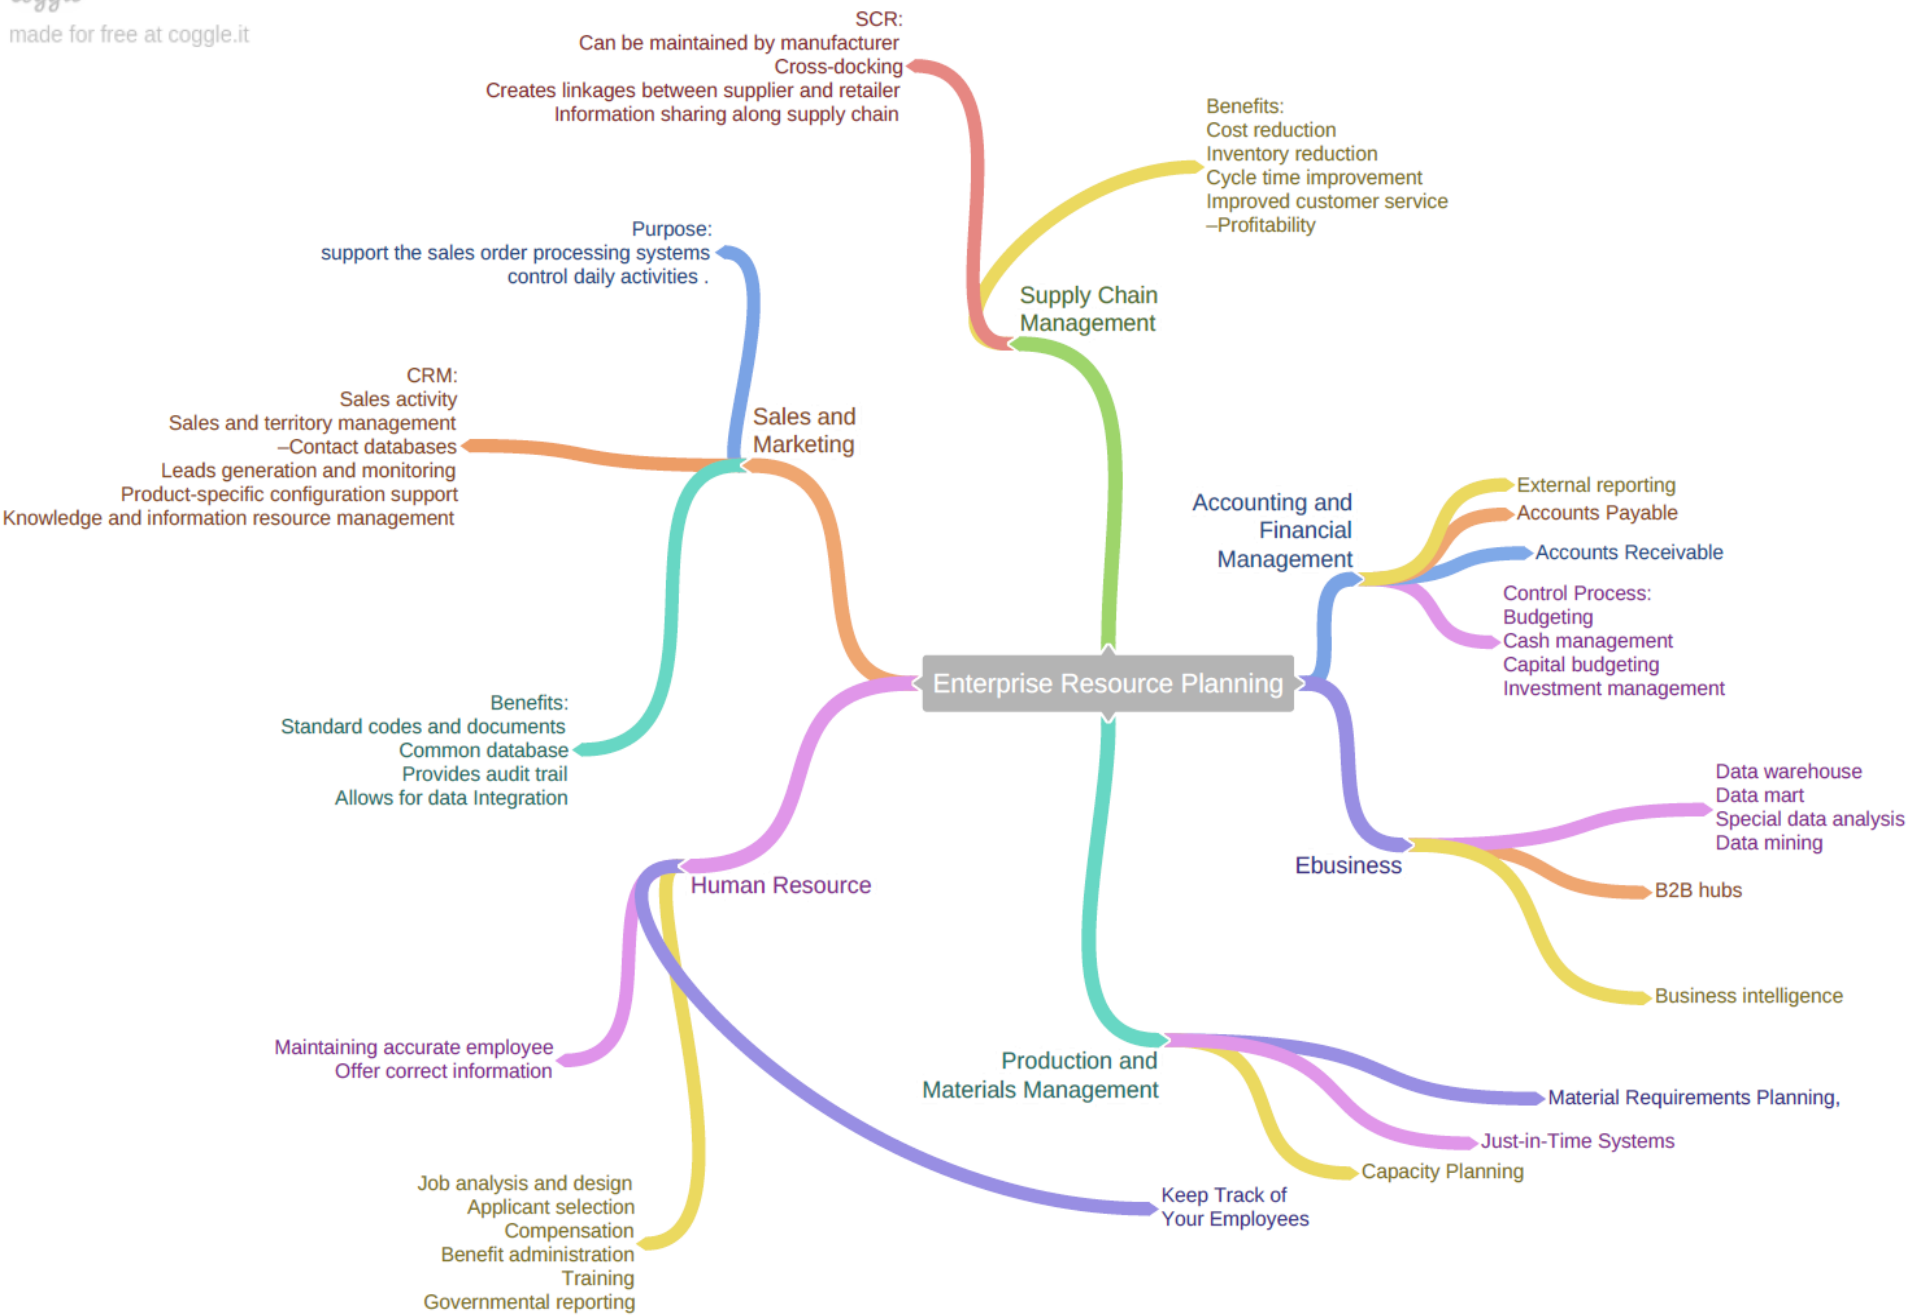 made for free at coggle.it
SCR:
Can be maintained by manufacturer
Cross-docking
Creates linkages between supplier and retailer
Information sharing along supply chain
Benefits:
Cost reduction
Inventory reduction
Cycle time improvement
Improved customer service
–Profitability
Supply Chain
Management
Purpose:
support the sales order processing systems
control daily activities .
CRM:
Sales activity
Sales and territory management
–Contact databases
Leads generation and monitoring
Product-specific configuration support
Knowledge and information resource management
Sales and
Marketing
Benefits:
Standard codes and documents
Common database
Provides audit trail
Allows for data Integration
Accounting and
Financial
Management
External reporting
Accounts Payable
Accounts Receivable
Control Process:
Budgeting
Cash management
Capital budgeting
Investment management
Enterprise Resource Planning
Ebusiness
Data warehouse
Data mart
Special data analysis
Data mining
B2B hubs
Business intelligence
Human Resource
Maintaining accurate employee
Offer correct information
Job analysis and design
Applicant selection
Compensation
Benefit administration
Training
Governmental reporting
Keep Track of
Your Employees
Production and
Materials Management
Material Requirements Planning,
Just-in-Time Systems
Capacity Planning